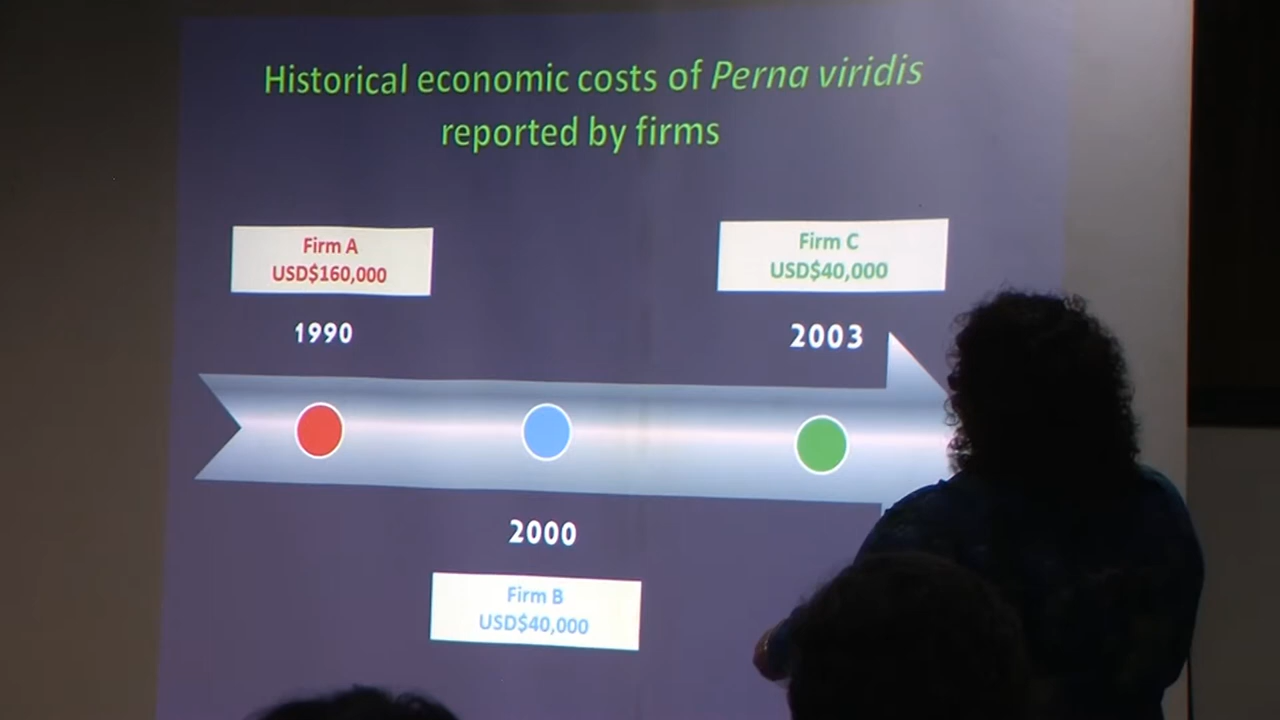 Historical economic costs of Perna viridis
reported by firms
Firm A
USD$160,000
Firm C
USD$40,000
1990
2003
2000
Firm B
USD$40,000